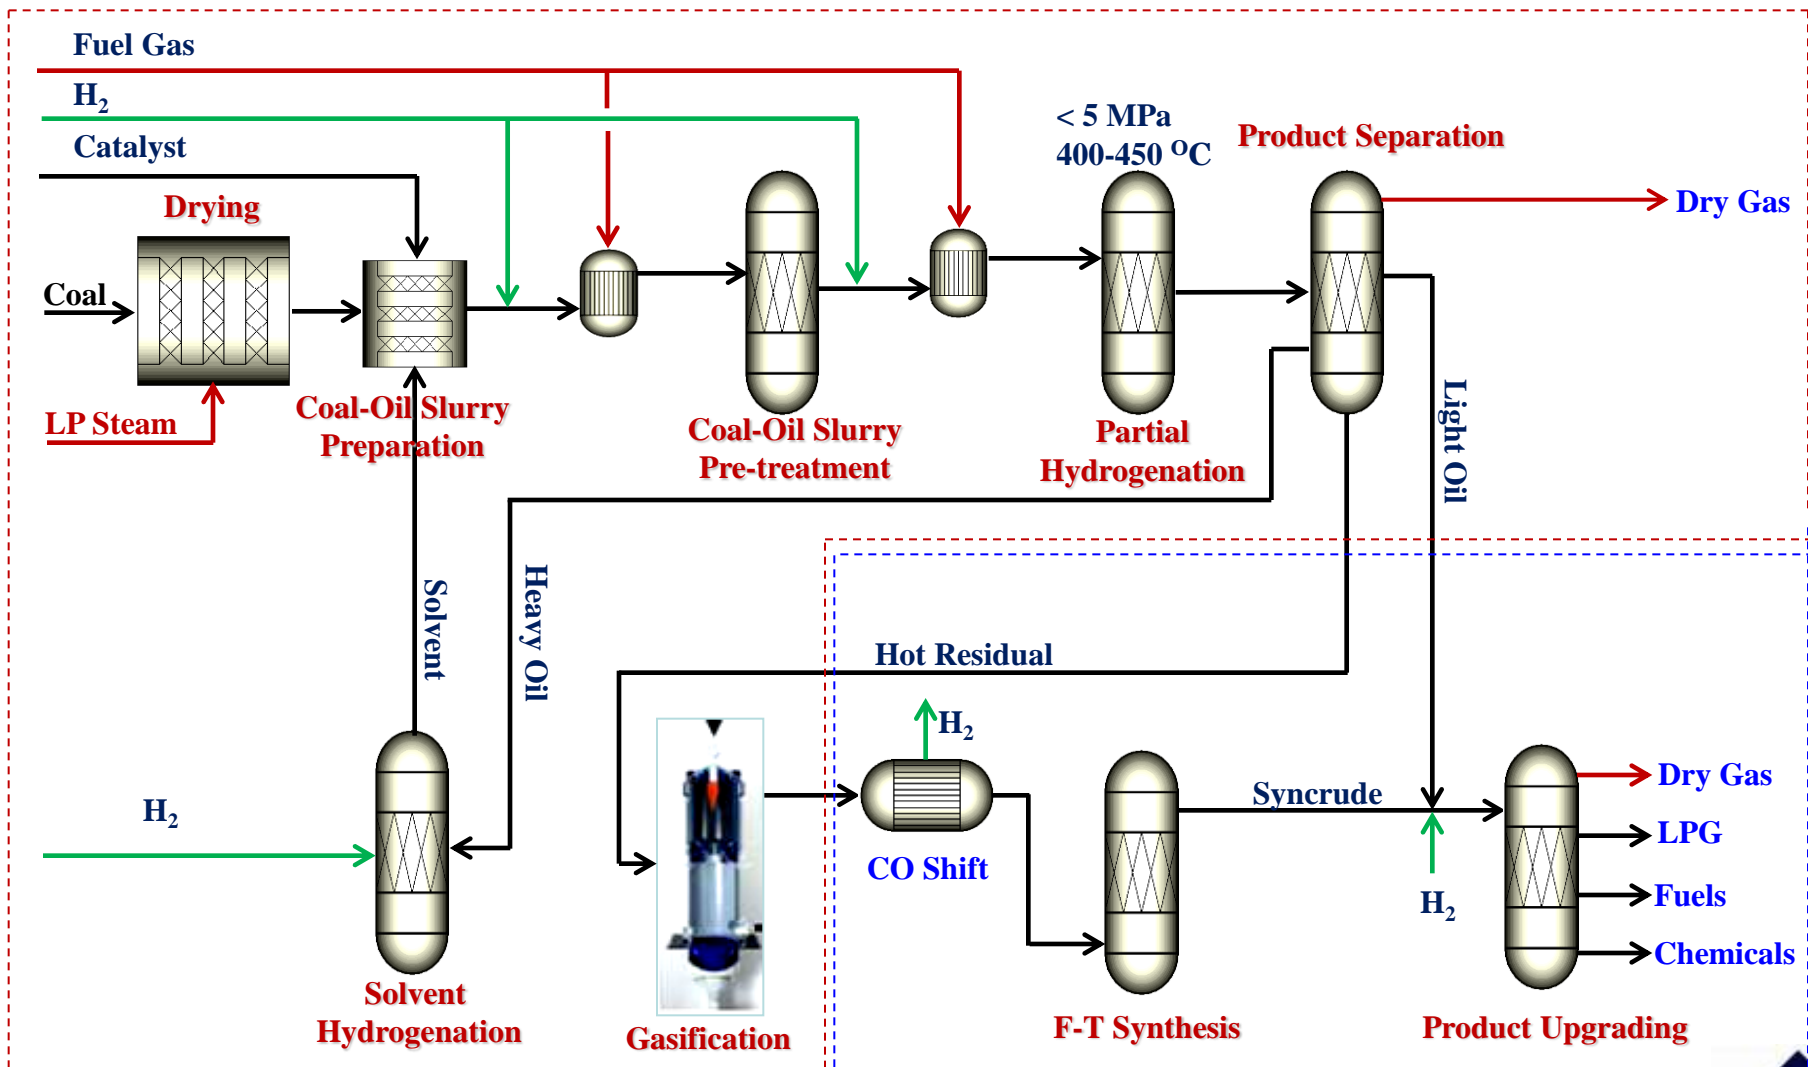 Fuel Gas
H₂
Catalyst
Drying
Coal
LP Steam
Coal-Oil Slurry
Preparation
Coal-Oil Slurry
Pre-treatment
< 5 MPa
400-450 ᴼC
Partial
Hydrogenation
Product Separation
Dry Gas
Light Oil
Heavy Oil
Solvent
Hot Residual
H₂
Solvent
Hydrogenation
Gasification
H₂
CO Shift
F-T Synthesis
Syncrude
H₂
Product Upgrading
Dry Gas
LPG
Fuels
Chemicals